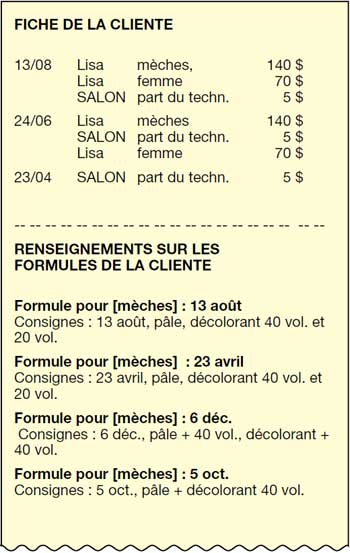 FICHE DE LA CLIENTE
13/08 Lisa mèches, 140 $
Lisa femme 70 $
SALON part du techn. 5 $
24/06 Lisa mèches 140 $
SALON part du techn. 5 $
Lisa femme 70 $
23/04 SALON part du techn. 5 $
-- -- -- -- -- -- -- -- -- -- -- -- -- -- -- -- -- -- -- --
RENSEIGNEMENTS SUR LES
FORMULES DE LA CLIENTE
Formule pour [mèches] : 13 août
Consignes : 13 août, pâle, décolorant 40 vol. et
20 vol.
Formule pour [mèches] : 23 avril
Consignes : 23 avril, pâle, décolorant 40 vol. et
20 vol.
Formule pour [mèches] : 6 déc.
Consignes : 6 déc., pâle + 40 vol., décolorant +
40 vol.
Formule pour [mèches] : 5 oct.
Consignes : 5 oct., pâle + décolorant 40 vol.